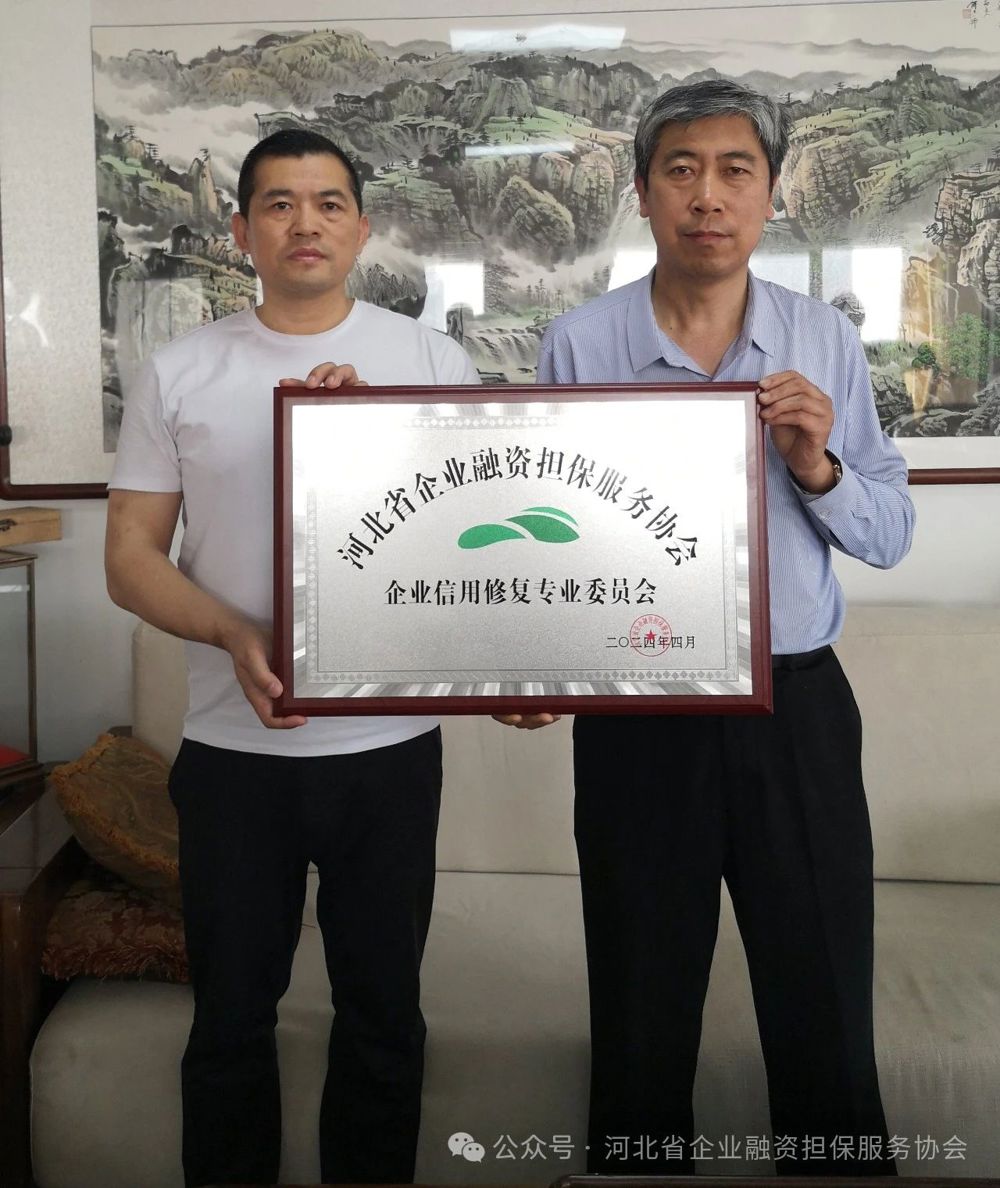 河北省企业融资担保服务协会
企业信用修复专业委员会
二〇二四年四月
公众号 · 河北省企业融资担保服务协会